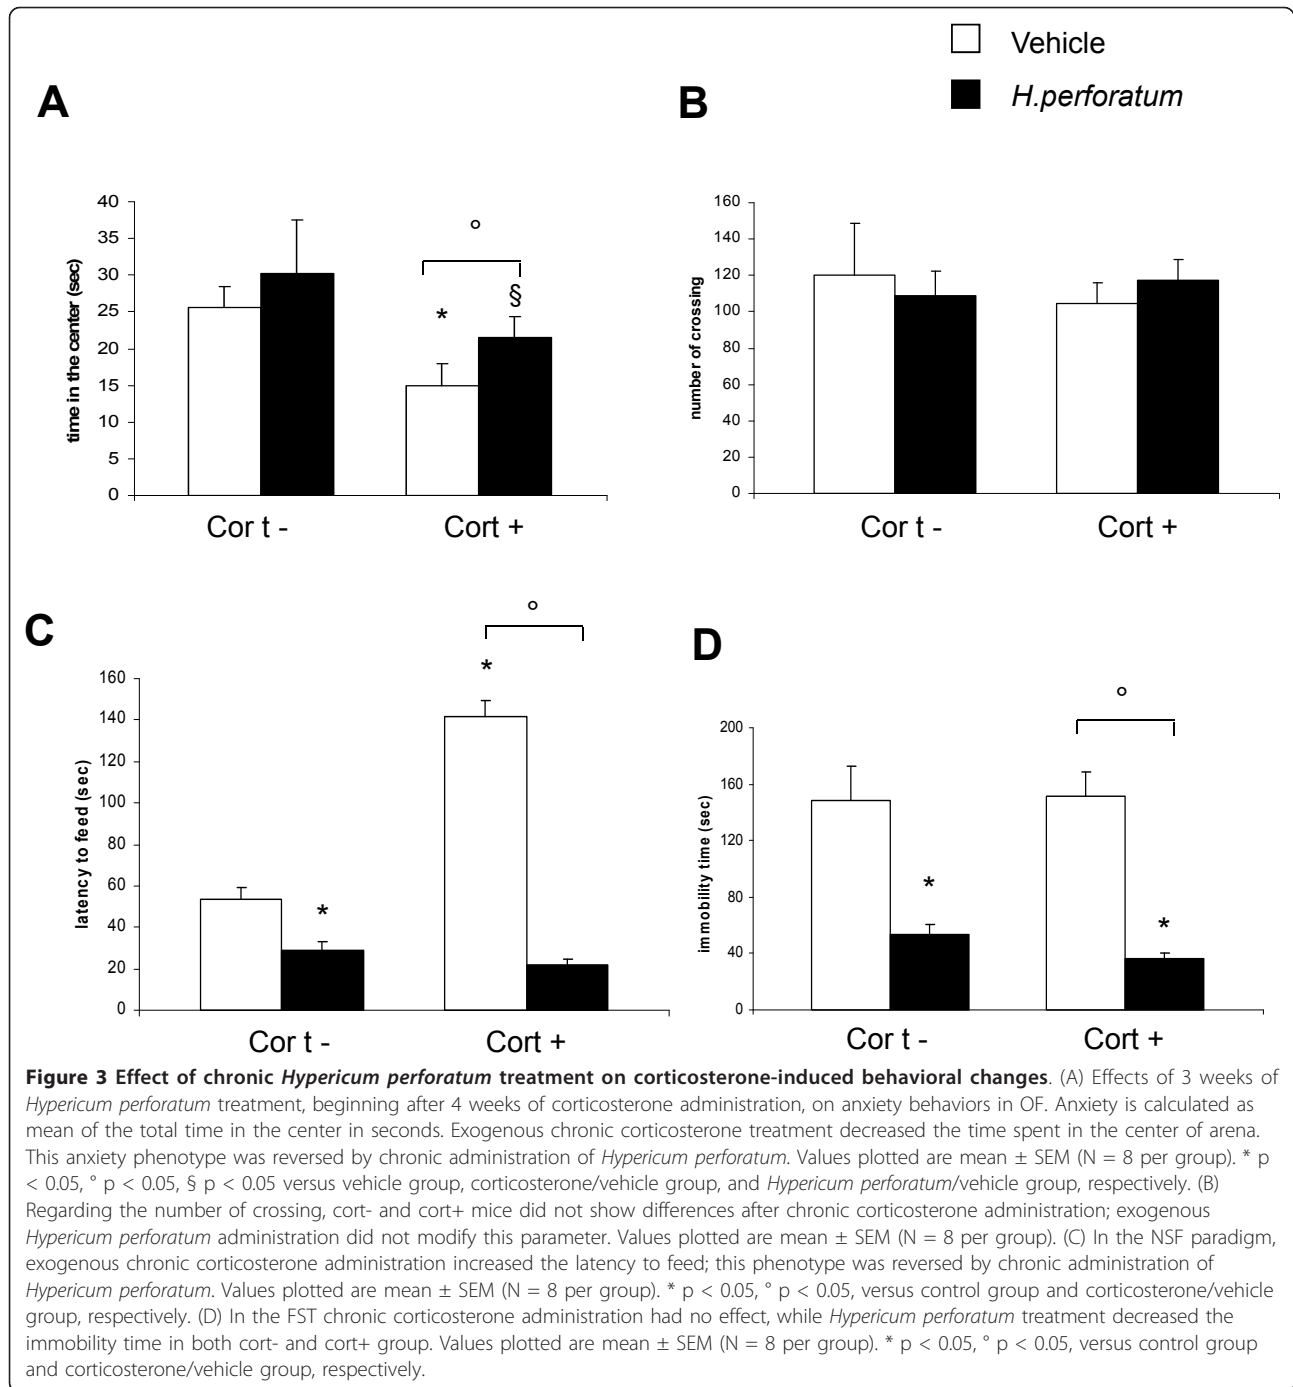 Vehicle
H.perforatum
A
B
40
35
30
25
20
15
10
5
0
time in the center (sec)
°
*
§
Cor t -
Cort +
160
140
120
100
80
60
40
20
0
number of crossing
Cor t -
Cort +
C
D
160
140
120
100
80
60
40
20
0
latency to feed (sec)
*
*
°
Cor t -
Cort +
200
160
120
80
40
0
immobility time (sec)
*
°
*
Cor t -
Cort +
Figure 3 Effect of chronic Hypericum perforatum treatment on corticosterone-induced behavioral changes. (A) Effects of 3 weeks of
Hypericum perforatum treatment, beginning after 4 weeks of corticosterone administration, on anxiety behaviors in OF. Anxiety is calculated as
mean of the total time in the center in seconds. Exogenous chronic corticosterone treatment decreased the time spent in the center of arena.
This anxiety phenotype was reversed by chronic administration of Hypericum perforatum. Values plotted are mean ± SEM (N = 8 per group). * p
< 0.05, ° p < 0.05, § p < 0.05 versus vehicle group, corticosterone/vehicle group, and Hypericum perforatum/vehicle group, respectively. (B)
Regarding the number of crossing, cort- and cort+ mice did not show differences after chronic corticosterone administration; exogenous
Hypericum perforatum administration did not modify this parameter. Values plotted are mean ± SEM (N = 8 per group). (C) In the NSF paradigm,
exogenous chronic corticosterone administration increased the latency to feed; this phenotype was reversed by chronic administration of
Hypericum perforatum. Values plotted are mean ± SEM (N = 8 per group). * p < 0.05, ° p < 0.05, versus control group and corticosterone/vehicle
group, respectively. (D) In the FST chronic corticosterone administration had no effect, while Hypericum perforatum treatment decreased the
immobility time in both cort- and cort+ group. Values plotted are mean ± SEM (N = 8 per group). * p < 0.05, ° p < 0.05, versus control group
and corticosterone/vehicle group, respectively.